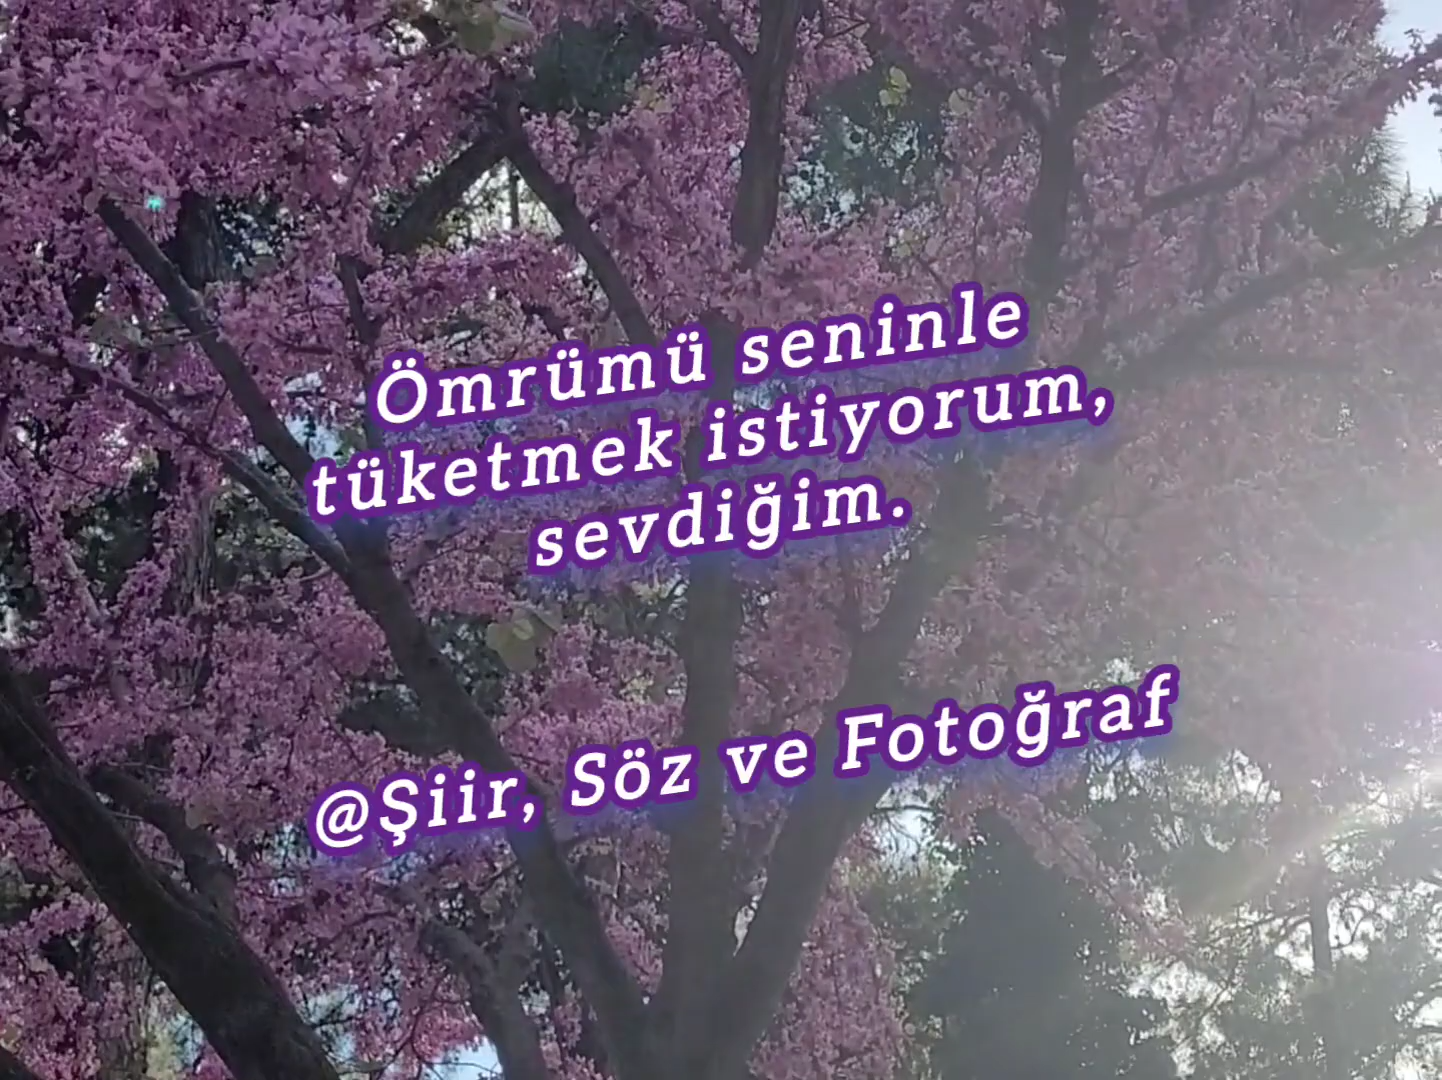 Ömrümü seninle
tüketmek istiyorum,
sevdiğim.
@Şiir, Söz ve Fotoğraf